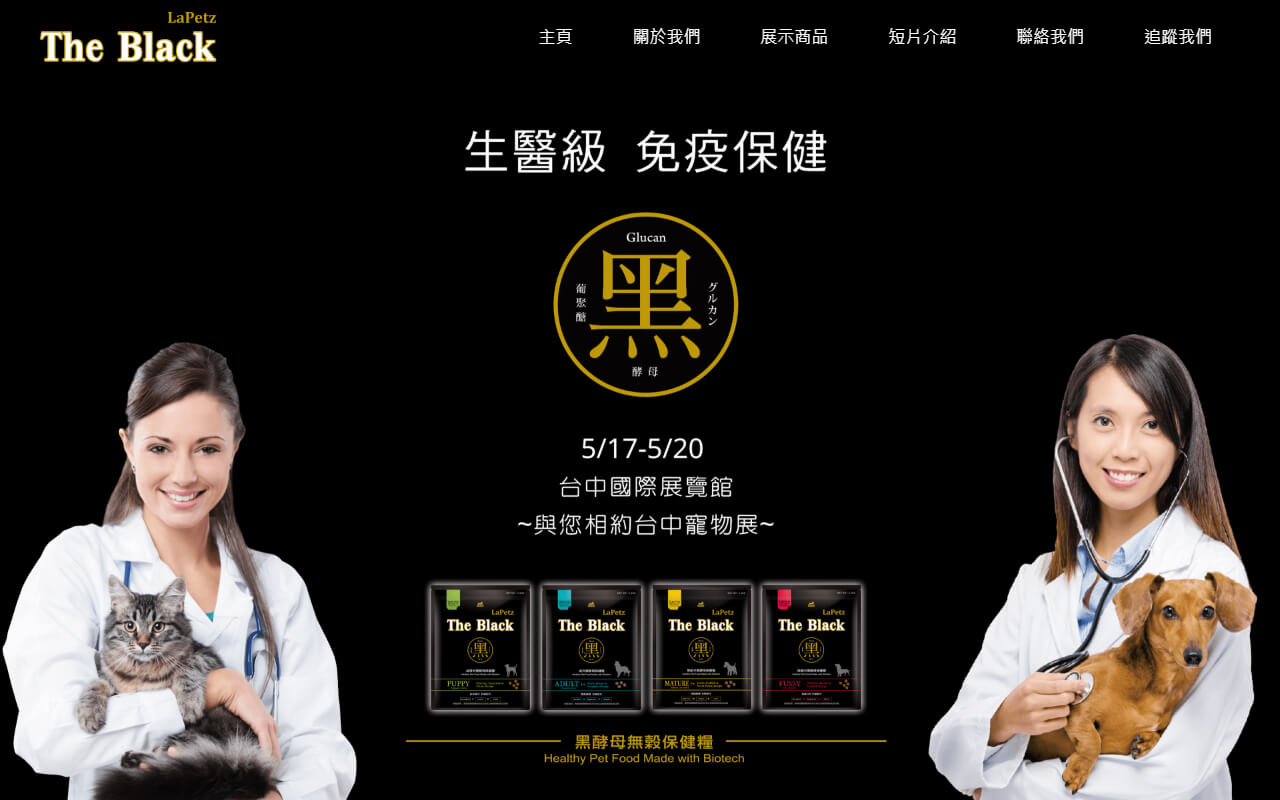 LaPetz
The Black
主頁
關於我們
展示商品
短片介紹
聯絡我們
追蹤我們
生醫級 免疫保健
Glucan
葡聚醣
黑
グルカン
酵母
5/17-5/20
台中國際展覽館
~與您相約台中寵物展~
LaPetz
The Black
黑
PUPPY
LaPetz
The Black
黑
ADULT
LaPetz
The Black
黑
MATURE
LaPetz
The Black
黑
FUSSY
黑酵母無穀保健糧
Healthy Pet Food Made with Biotech